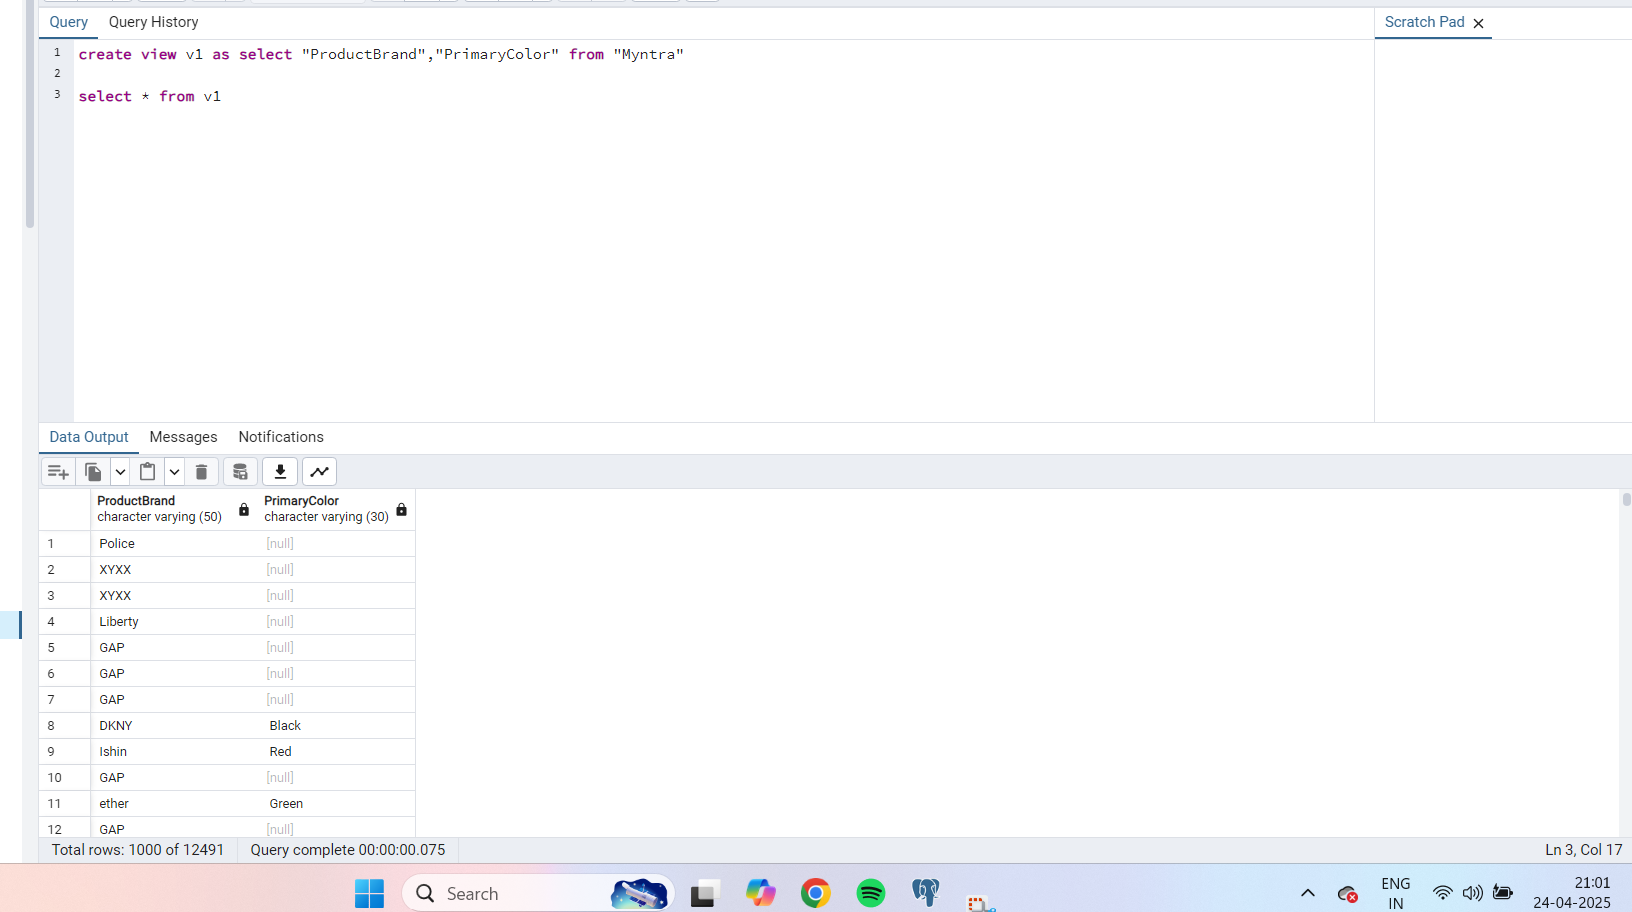 Query Query History
Scratch Pad
1 create view v1 as select "ProductBrand","PrimaryColor" from "Myntra"
2
3 select * from v1
Data Output Messages Notifications
ProductBrand PrimaryColor
character varying (50) character varying (30)
1 Police [null]
2 XYXX [null]
3 XYXX [null]
4 Liberty [null]
5 GAP [null]
6 GAP [null]
7 GAP [null]
8 DKNY Black
9 Ishin Red
10 GAP [null]
11 ether Green
12 GAP [null]
Total rows: 1000 of 12491 Query complete 00:00:00.075 Ln 3, Col 17
Search
ENG
IN
21:01
24-04-2025